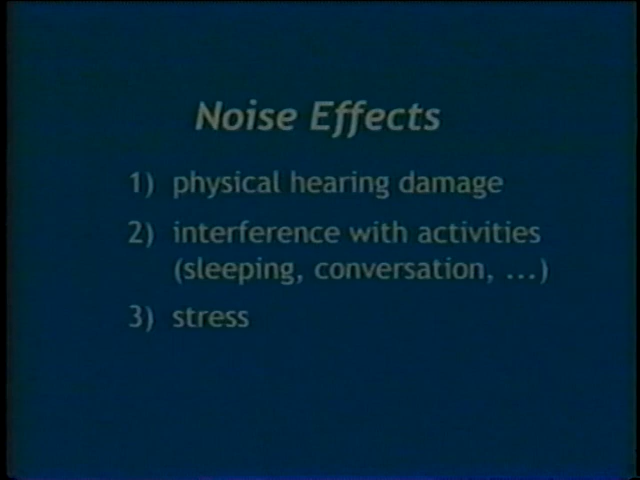 Noise Effects
1) physical hearing damage
2) interference with activities
(sleeping, conversation, ...)
3) stress